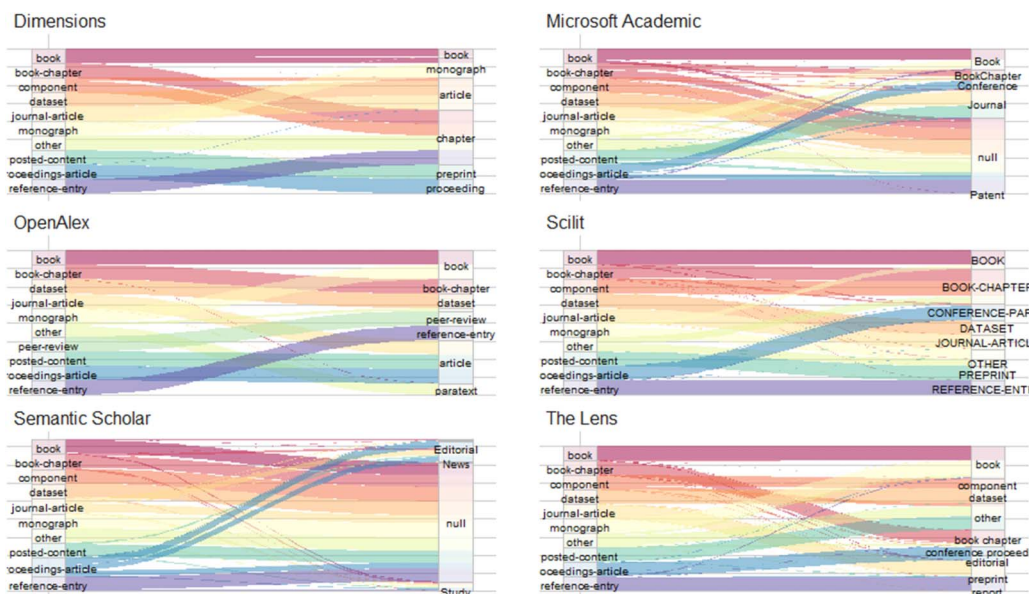 Dimensions
book
book-chapter
component
dataset
journal-article
monograph
other
posted-content
oceedings-article
reference-entry
book
monograph
article
chapter
preprint
proceeding
Microsoft Academic
book
book-chapter
component
dataset
journal-article
monograph
other
posted-content
oceedings-article
reference-entry
Book
BookChapter
Conference
Journal
null
Patent
OpenAlex
book
book-chapter
dataset
journal-article
monograph
other
peer-review
posted-content
oceedings-article
reference-entry
book
book-chapter
dataset
peer-review
reference-entry
article
paratext
Scilit
book
book-chapter
component
dataset
journal-article
monograph
other
posted-content
oceedings-article
reference-entry
BOOK
BOOK-CHAPTER
CONFERENCE-PAP
DATASET
JOURNAL-ARTICL
OTHER
PREPRINT
REFERENCE-ENTR
Semantic Scholar
book
book-chapter
component
dataset
journal-article
monograph
other
posted-content
oceedings-article
reference-entry
Editorial
News
null
Study
The Lens
book
book-chapter
component
dataset
journal-article
monograph
other
posted-content
oceedings-article
reference-entry
book
component
dataset
other
book chapter
conference proceedi
editorial
preprint
report